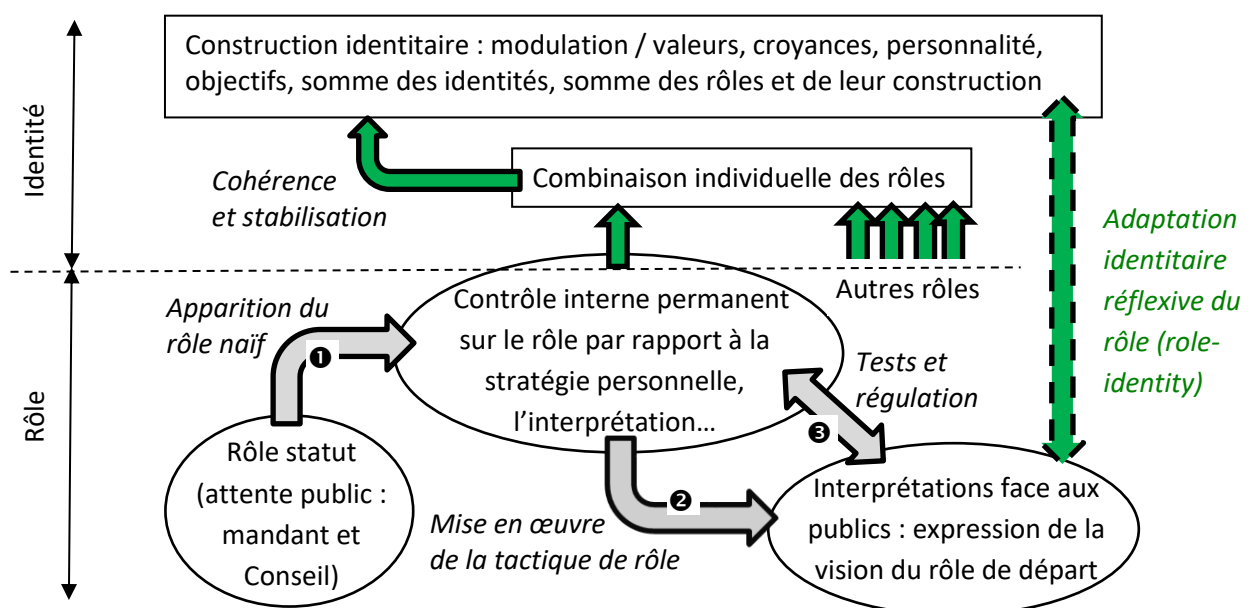 Construction identitaire : modulation / valeurs, croyances, personnalité,
objectifs, somme des identités, somme des rôles et de leur construction
Identité
Cohérence
et stabilisation
Combinaison individuelle des rôles
Adaptation
identitaire
réflexive du
rôle (role-
identity)
Autres rôles
Rôle
Apparition du
rôle naïf
❶
Contrôle interne permanent
sur le rôle par rapport à la
stratégie personnelle,
l’interprétation…
Tests et
régulation
❸
Rôle statut
(attente public :
mandant et
Conseil)
❷
Mise en œuvre
de la tactique de rôle
Interprétations face aux
publics : expression de la
vision du rôle de départ